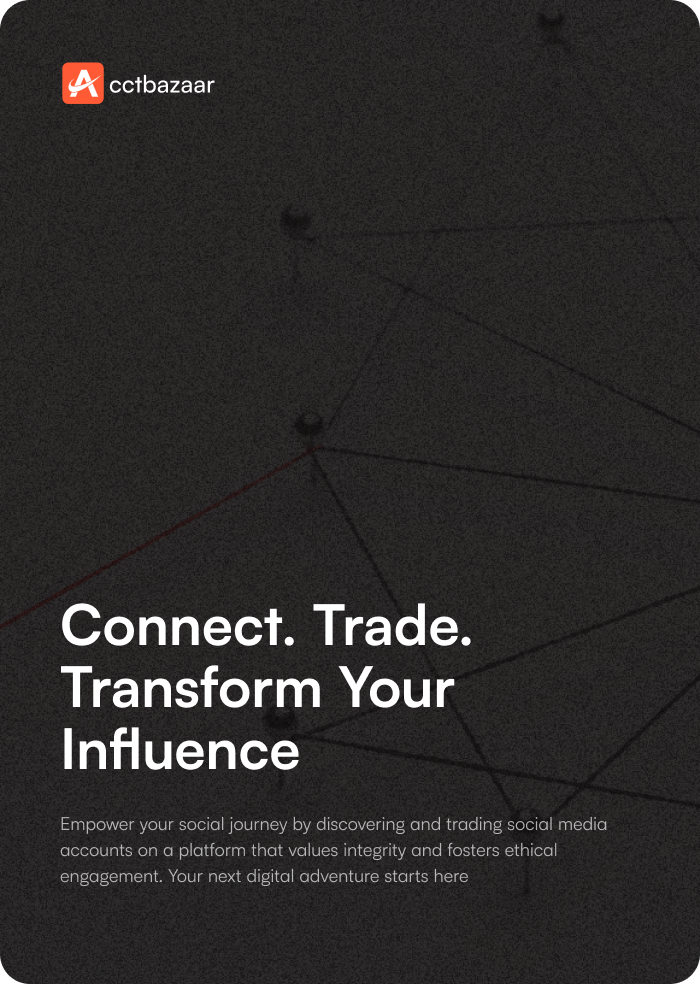 Acctbazaar
Connect. Trade.
Transform Your
Influence
Empower your social journey by discovering and trading social media
accounts on a platform that values integrity and fosters ethical
engagement. Your next digital adventure starts here